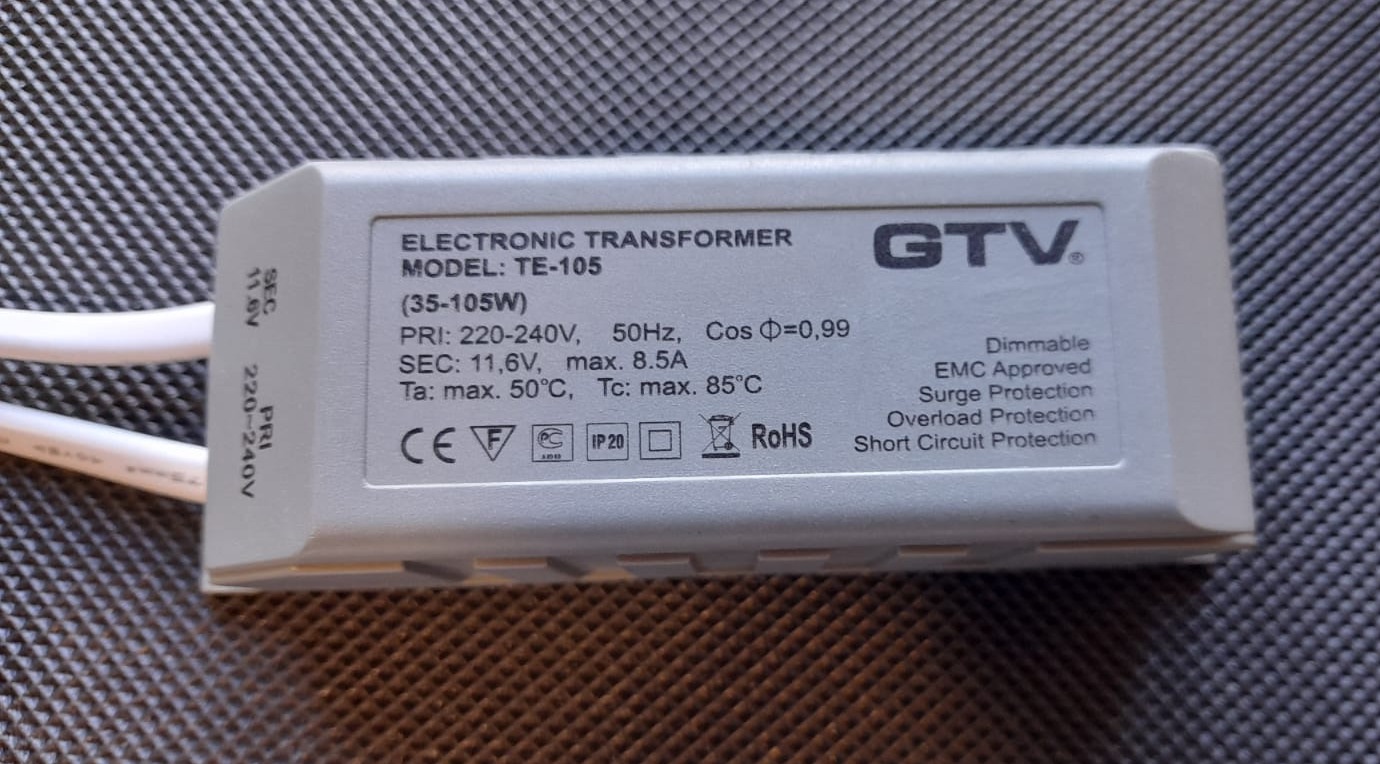 ELECTRONIC TRANSFORMER
MODEL: TE-105
(35-105W)
PRI: 220-240V, 50Hz, Cos Φ=0,99
SEC: 11,6V, max. 8.5A
Ta: max. 50°C, Tc: max. 85°C
CE F PC IP20 RoHS
GTV®
Dimmable
EMC Approved
Surge Protection
Overload Protection
Short Circuit Protection
SEC
11,6V
PRI
220~240V